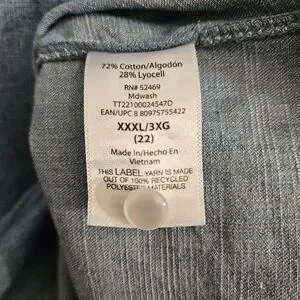 72% Cotton/Algodón
28% Lyocell
RN# 52469
Mdwash
TT22100024547D
EAN/UPC 8 80975755422
XXXL/3XG
(22)
Made In/Hecho En
Vietnam
THIS LABEL YARN IS MADE
OUT OF 100% RECYCLED
POLYESTER MATERIALS